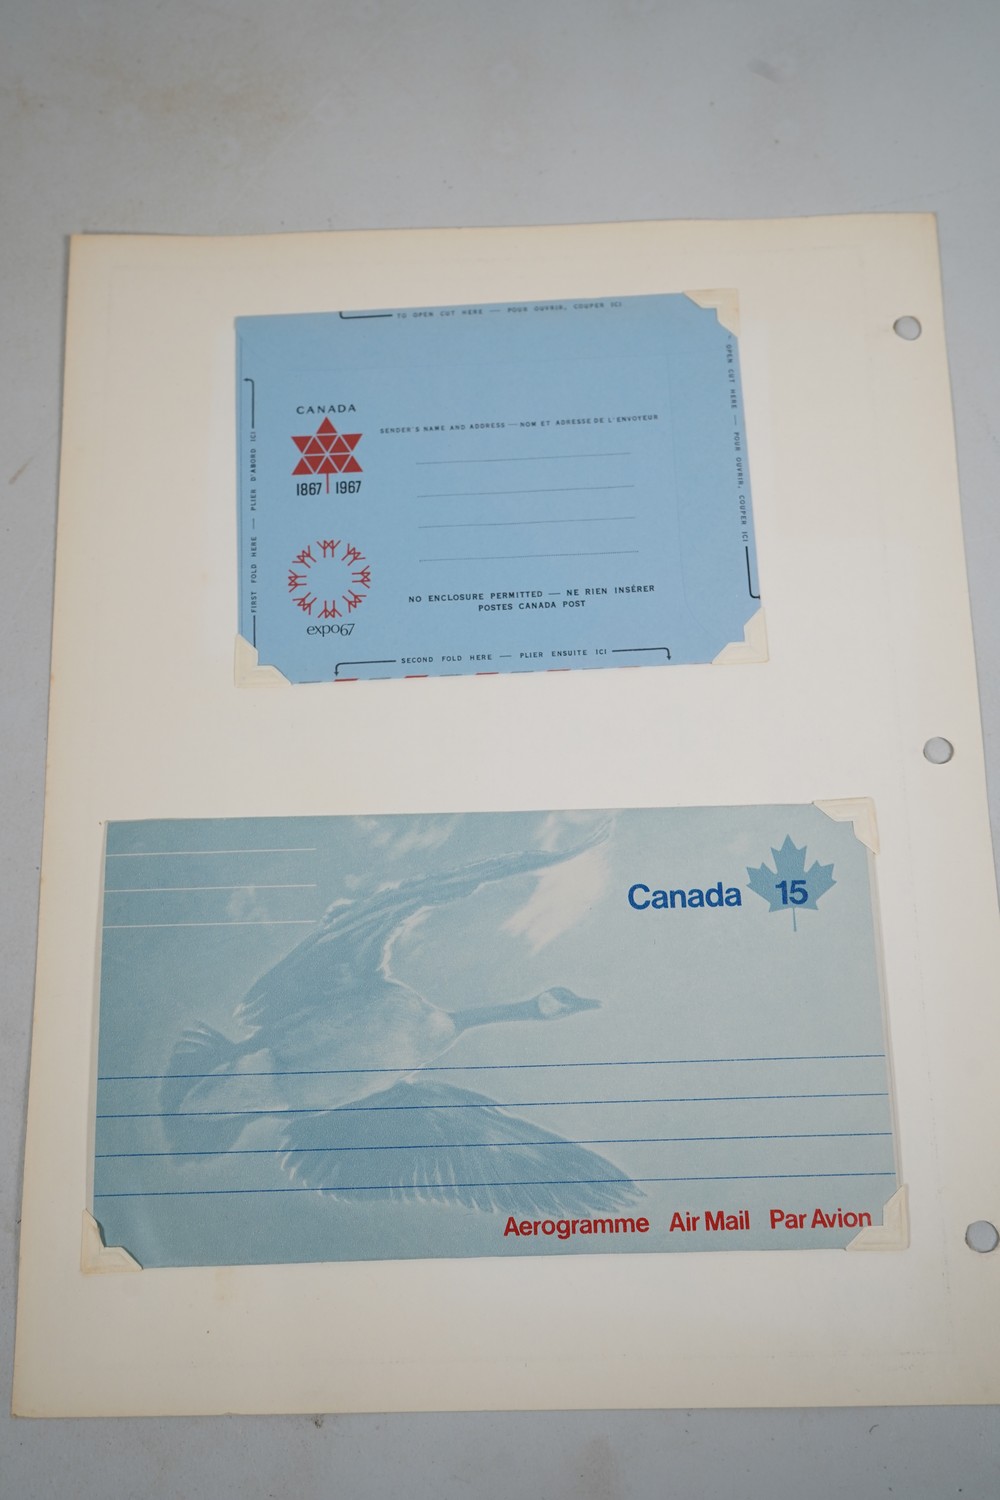 TO OPEN CUT HERE — POUR OUVRIR, COUPER ICI
OPEN CUT HERE — POUR OUVRIR, COUPER ICI
FIRST FOLD HERE — PLIER D'ABORD ICI
CANADA
1867 1967
SENDER'S NAME AND ADDRESS — NOM ET ADRESSE DE L'ENVOYEUR
expo67
NO ENCLOSURE PERMITTED — NE RIEN INSÉRER
POSTES CANADA POST
SECOND FOLD HERE — PLIER ENSUITE ICI
Canada 15
Aerogramme Air Mail Par Avion